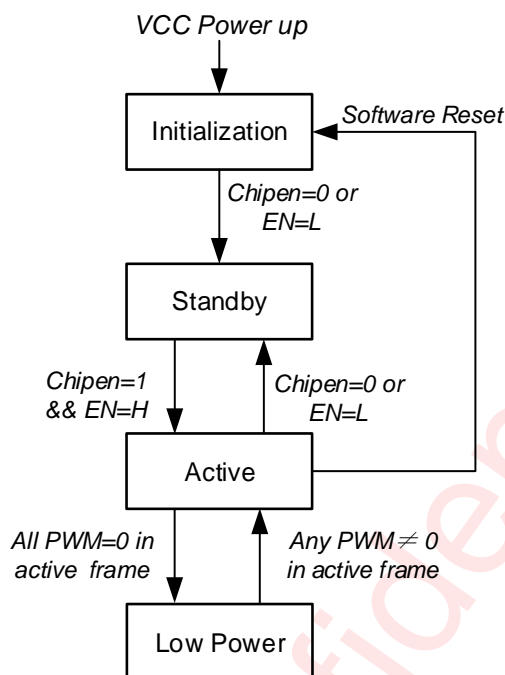 VCC Power up
Initialization
Software Reset
Chipen=0 or
EN=L
Standby
Chipen=1
&& EN=H
Chipen=0 or
EN=L
Active
All PWM=0 in
active frame
Any PWM≠0
in active frame
Low Power